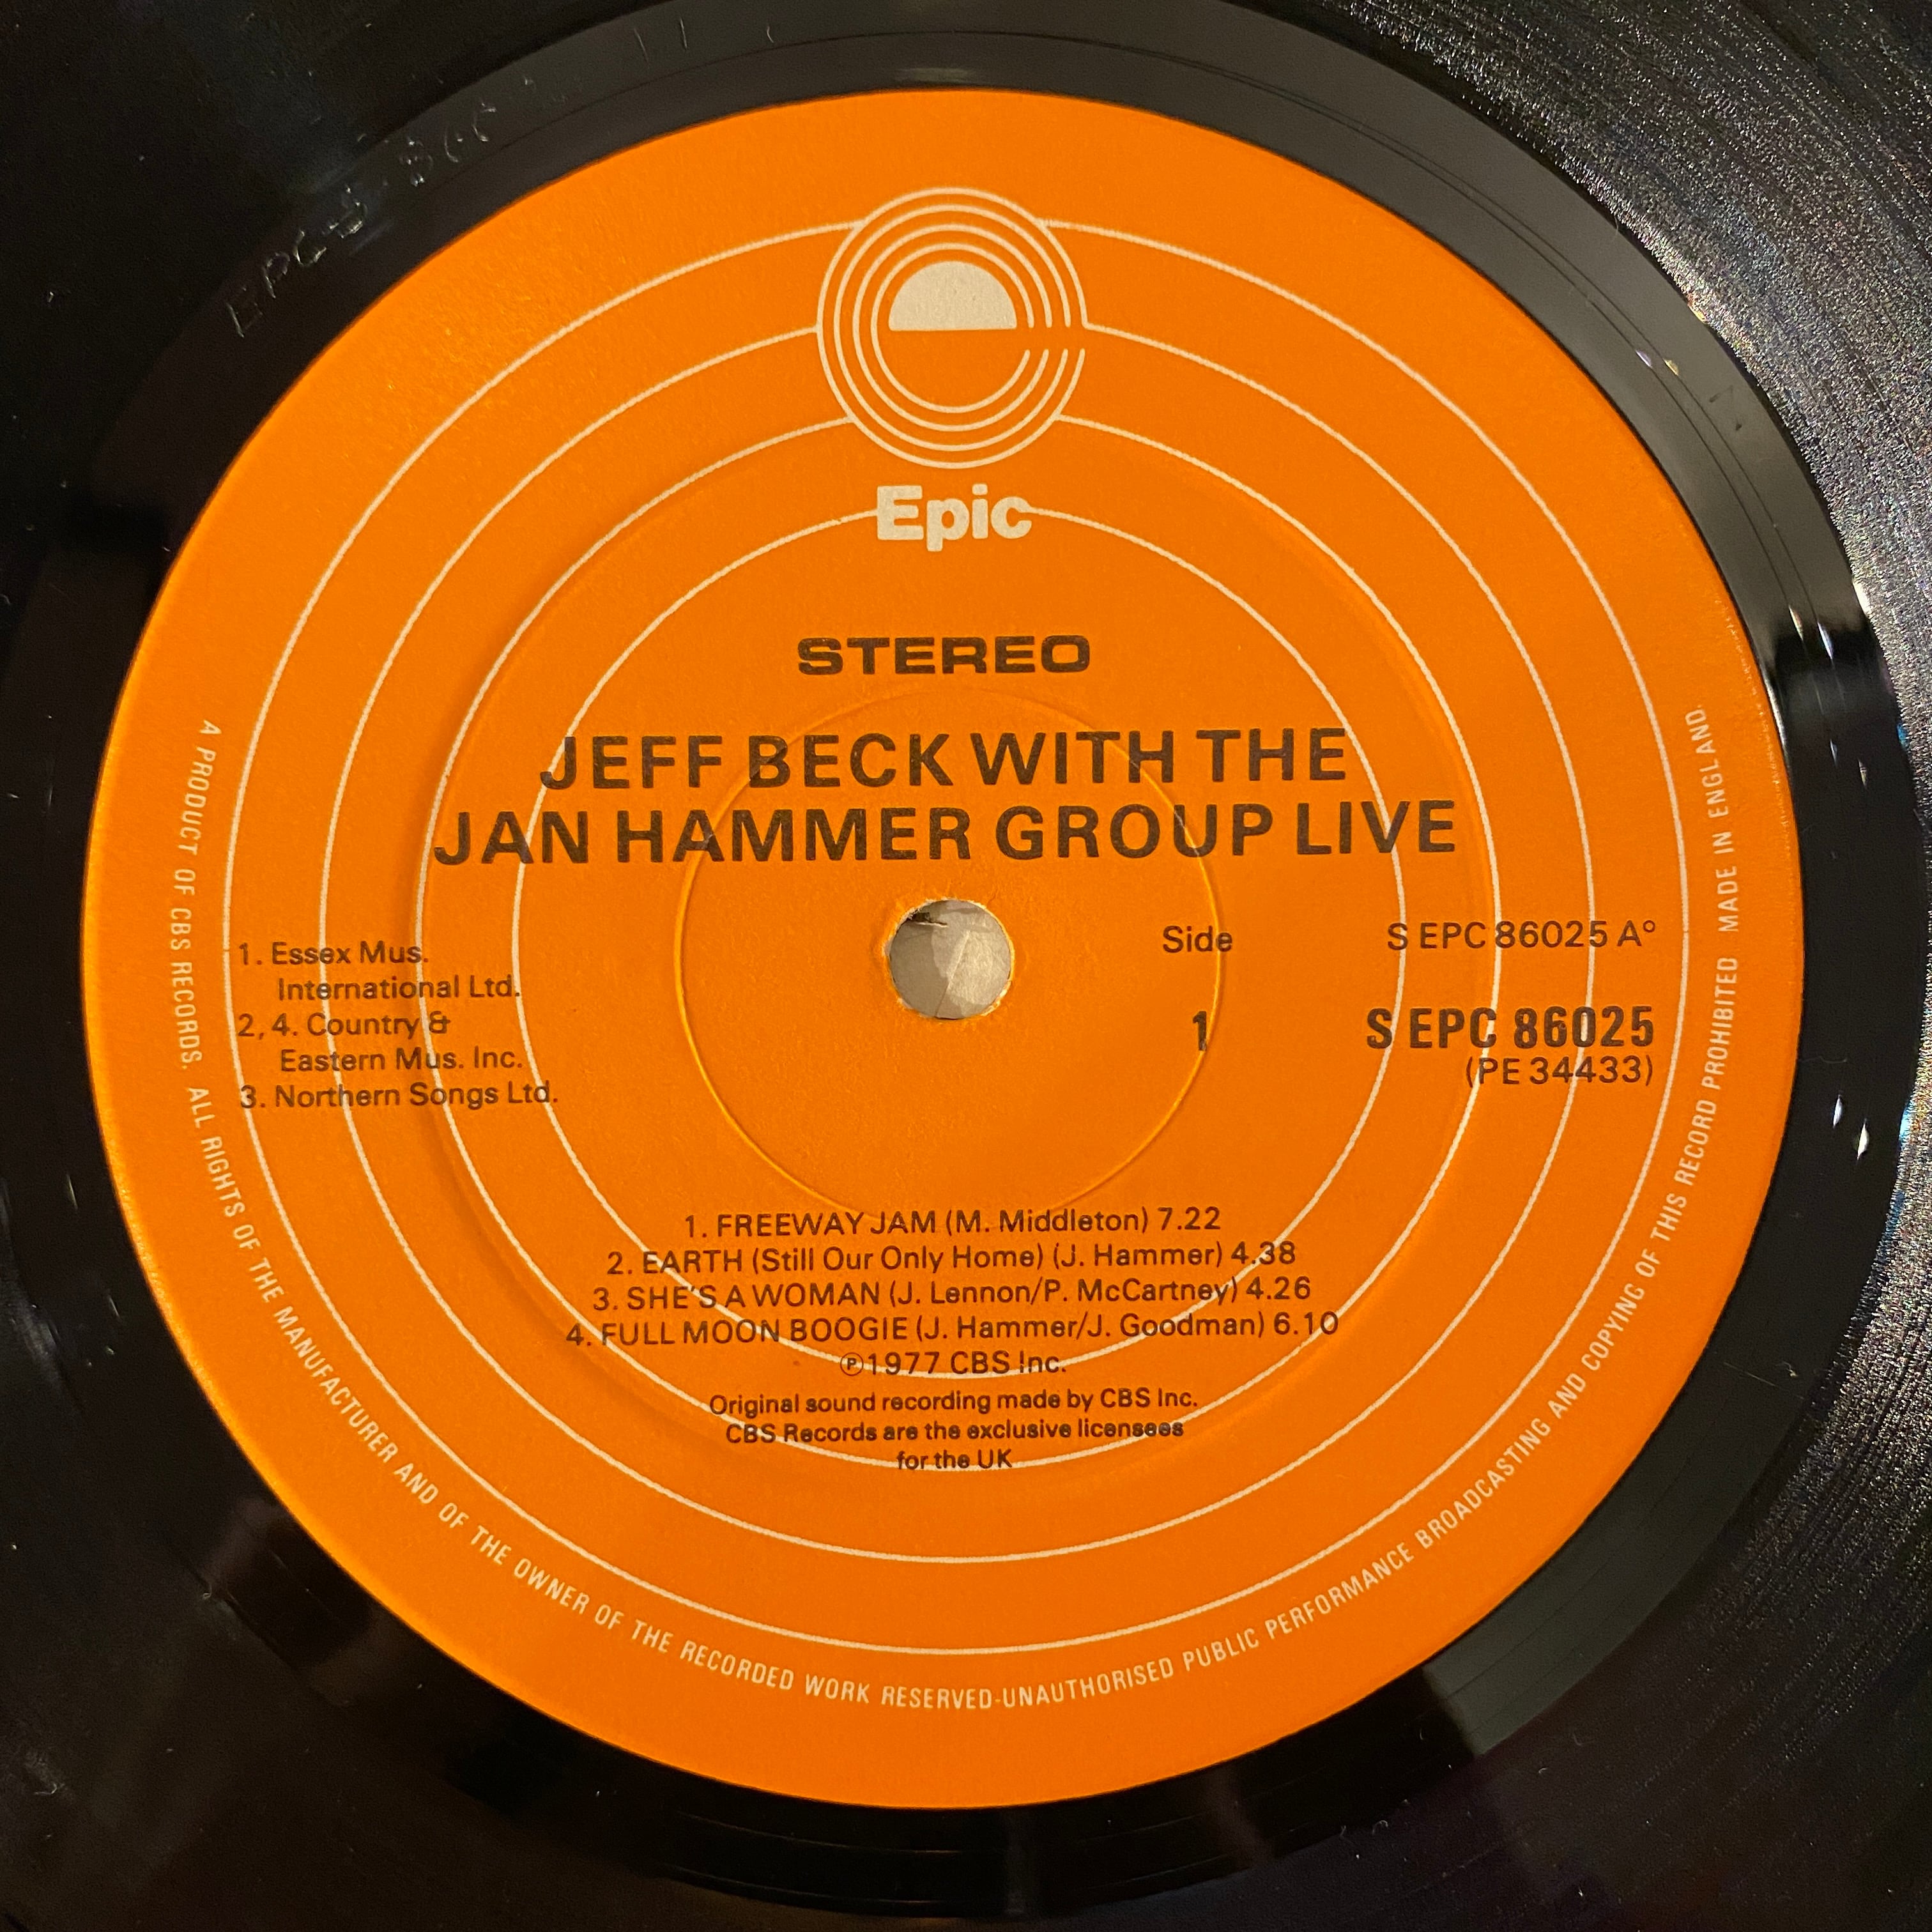 Epic
STEREO
JEFF BECK WITH THE
JAN HAMMER GROUP LIVE
1. Essex Mus.
International Ltd.
2, 4. Country &
Eastern Mus. Inc.
3. Northern Songs Ltd.
Side
1
S EPC 86025 A°
S EPC 86025
(PE 34433)
1. FREEWAY JAM (M. Middleton) 7.22
2. EARTH (Still Our Only Home) (J. Hammer) 4.38
3. SHE'S A WOMAN (J. Lennon/P. McCartney) 4.26
4. FULL MOON BOOGIE (J. Hammer/J. Goodman) 6.10
℗1977 CBS Inc.
Original sound recording made by CBS Inc.
CBS Records are the exclusive licensees
for the UK
A PRODUCT OF CBS RECORDS. ALL RIGHTS OF THE MANUFACTURER AND OF THE OWNER OF THE RECORDED WORK RESERVED-UNAUTHORISED PUBLIC PERFORMANCE BROADCASTING AND COPYING OF THIS RECORD PROHIBITED MADE IN ENGLAND.